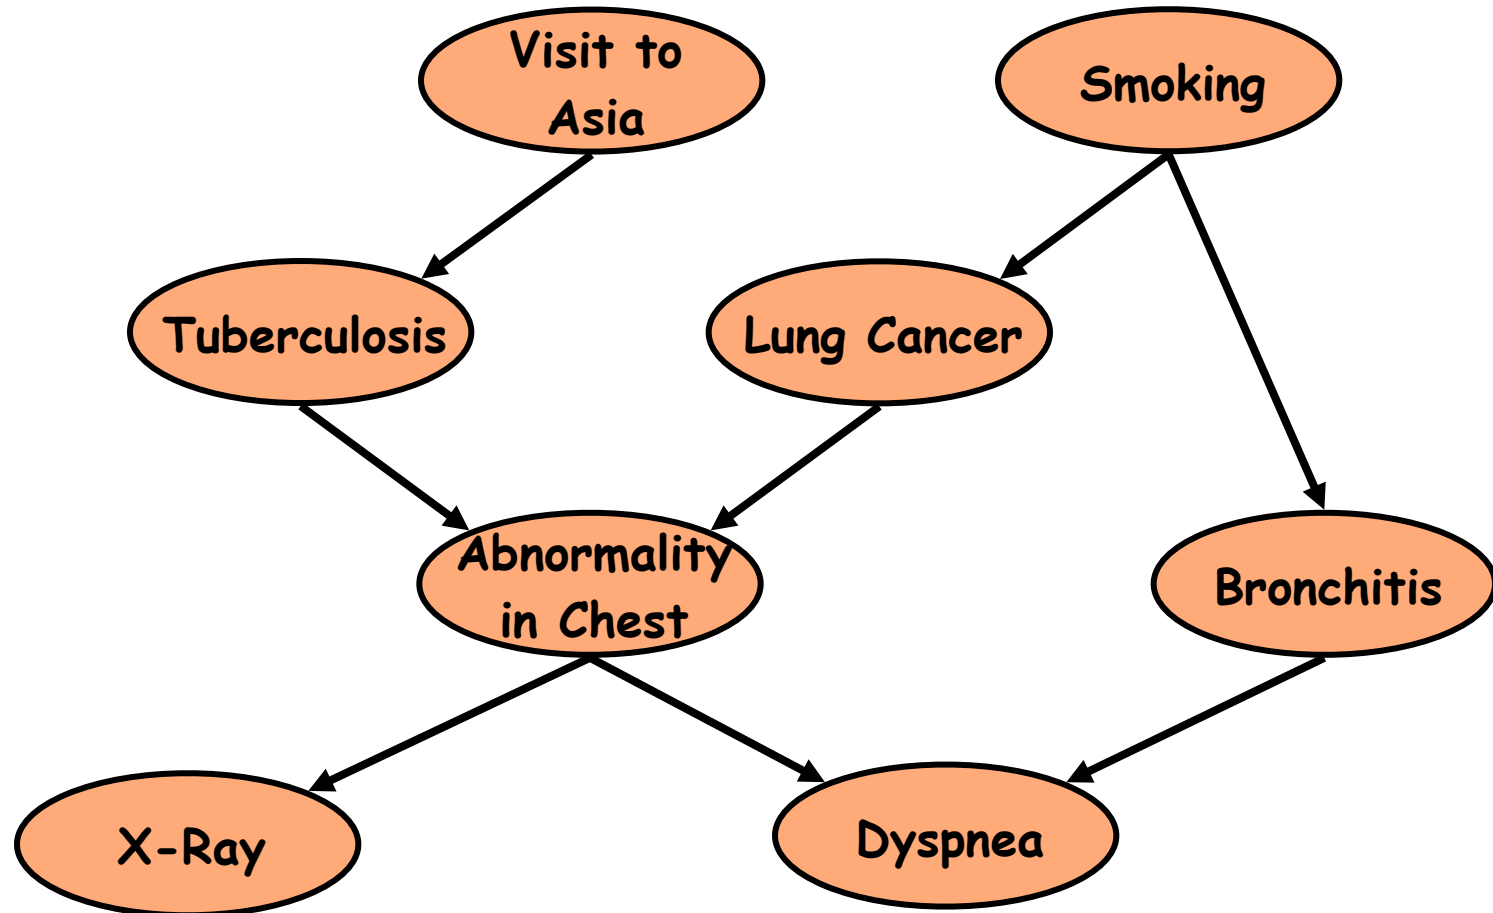 Visit to
Asia
Smoking
Tuberculosis
Lung Cancer
Abnormality
in Chest
Bronchitis
X-Ray
Dyspnea